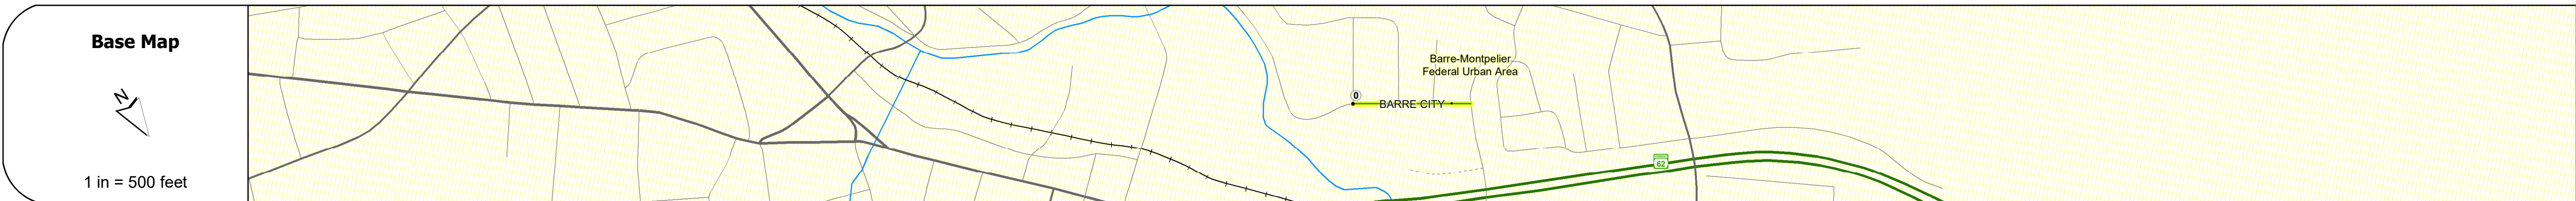 Base Map
N
1 in = 500 feet
Barre-Montpelier
Federal Urban Area
0
BARRE CITY
62